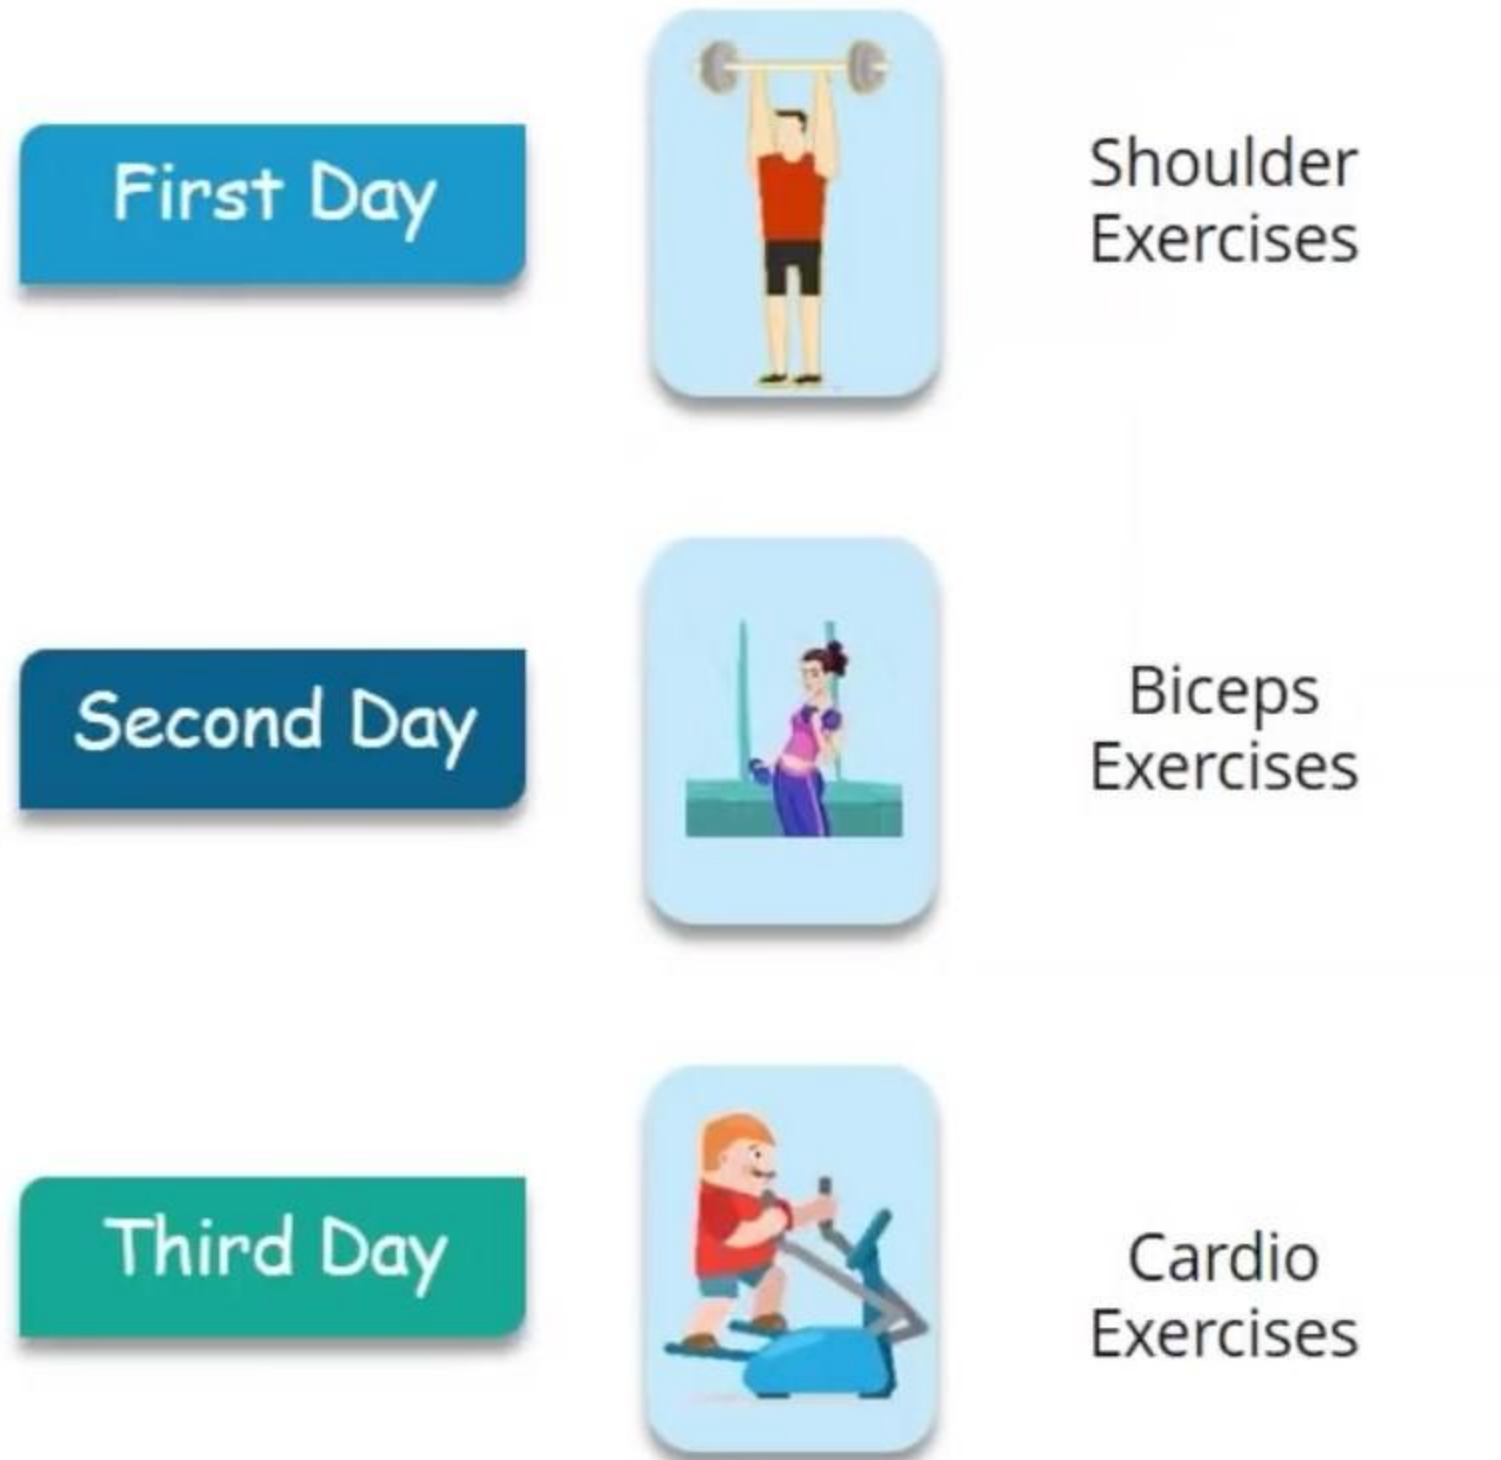 First Day
Shoulder
Exercises
Second Day
Biceps
Exercises
Third Day
Cardio
Exercises